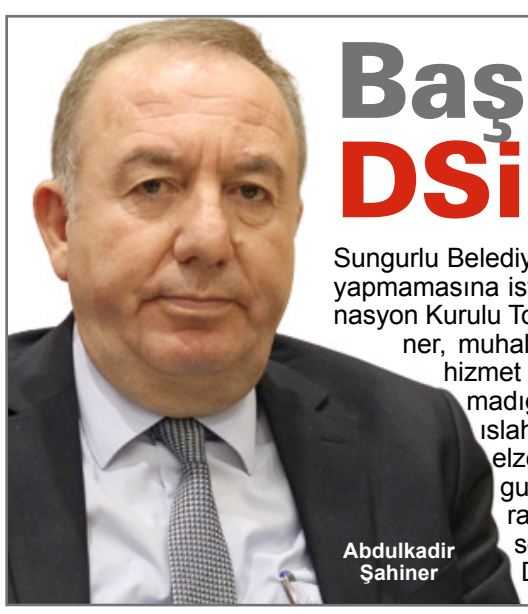 Baş
DSİ
Sungurlu Belediy
yapmamasına is
nasyon Kurulu To
ner, muhal
hizmet
madığ
ıslah
elze
gu
ra
s
D
Abdulkadir
Şahiner